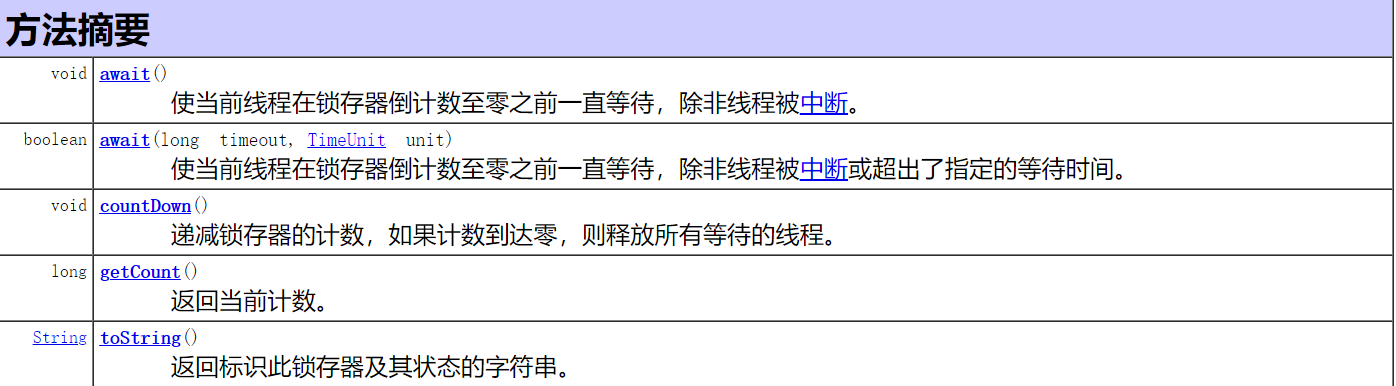 方法摘要
void await()
使当前线程在锁存器倒计数至零之前一直等待，除非线程被中断。
boolean await(long timeout, TimeUnit unit)
使当前线程在锁存器倒计数至零之前一直等待，除非线程被中断或超出了指定的等待时间。
void countDown()
递减锁存器的计数，如果计数到达零，则释放所有等待的线程。
long getCount()
返回当前计数。
String toString()
返回标识此锁存器及其状态的字符串。